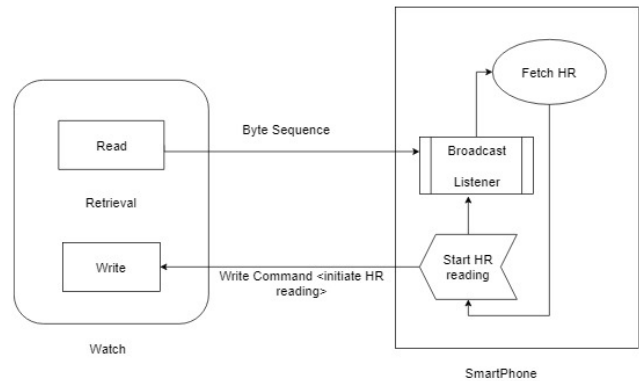 Fetch HR
Byte Sequence
Read
Broadcast
Listener
Retrieval
Start HR
reading
Write
Write Command <initiate HR
reading>
Watch
SmartPhone